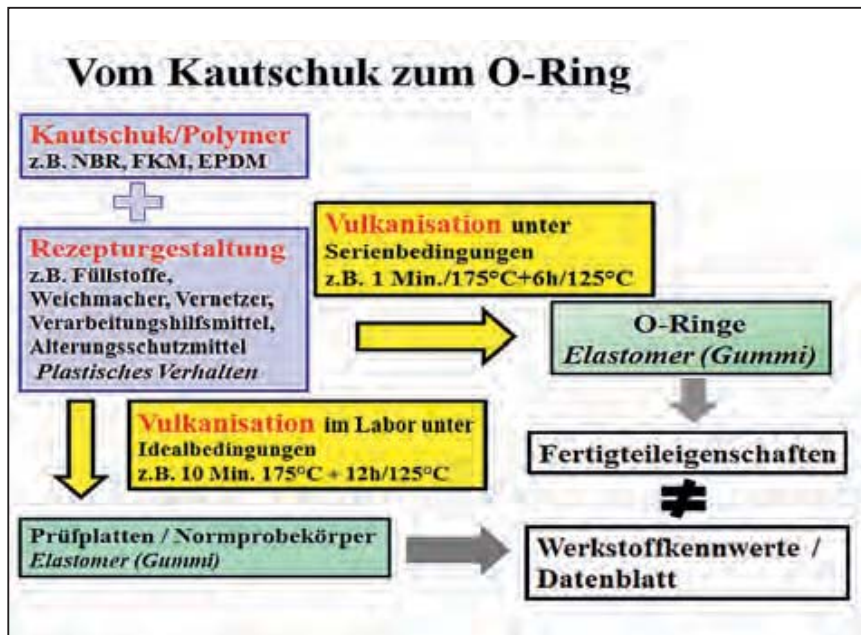 Vom Kautschuk zum O-Ring
Kautschuk/Polymer
z.B. NBR, FKM, EPDM
Rezepturgestaltung
z.B. Füllstoffe,
Weichmacher, Vernetzer,
Verarbeitungshilfsmittel,
Alterungsschutzmittel
Plastisches Verhalten
Vulkanisation unter
Serienbedingungen
z.B. 1 Min./175°C+6h/125°C
O-Ringe
Elastomer (Gummi)
Vulkanisation im Labor unter
Idealbedingungen
z.B. 10 Min. 175°C + 12h/125°C
Fertigteileigenschaften
≠
Prüfplatten / Normprobekörper
Elastomer (Gummi)
Werkstoffkennwerte /
Datenblatt